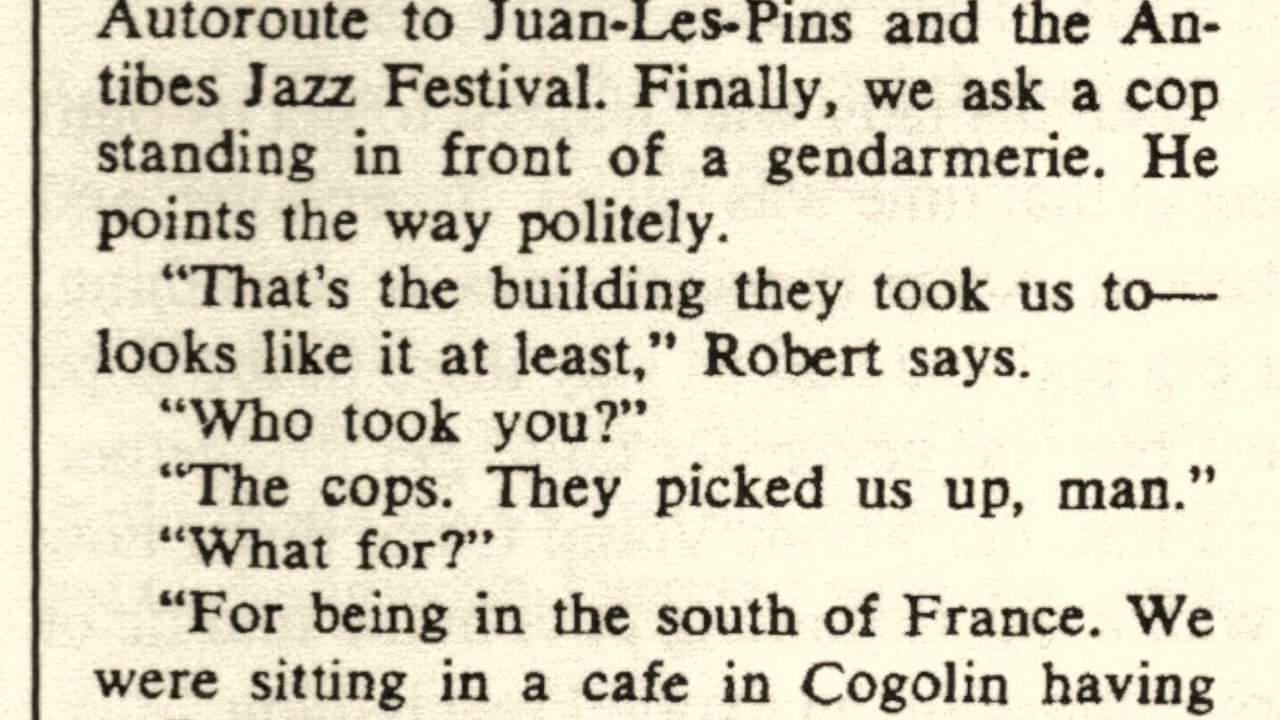 Autoroute to Juan-Les-Pins and the An-
tibes Jazz Festival. Finally, we ask a cop
standing in front of a gendarmerie. He
points the way politely.
“That’s the building they took us to—
looks like it at least,” Robert says.
“Who took you?”
“The cops. They picked us up, man.”
“What for?”
“For being in the south of France. We
were sitting in a cafe in Cogolin having